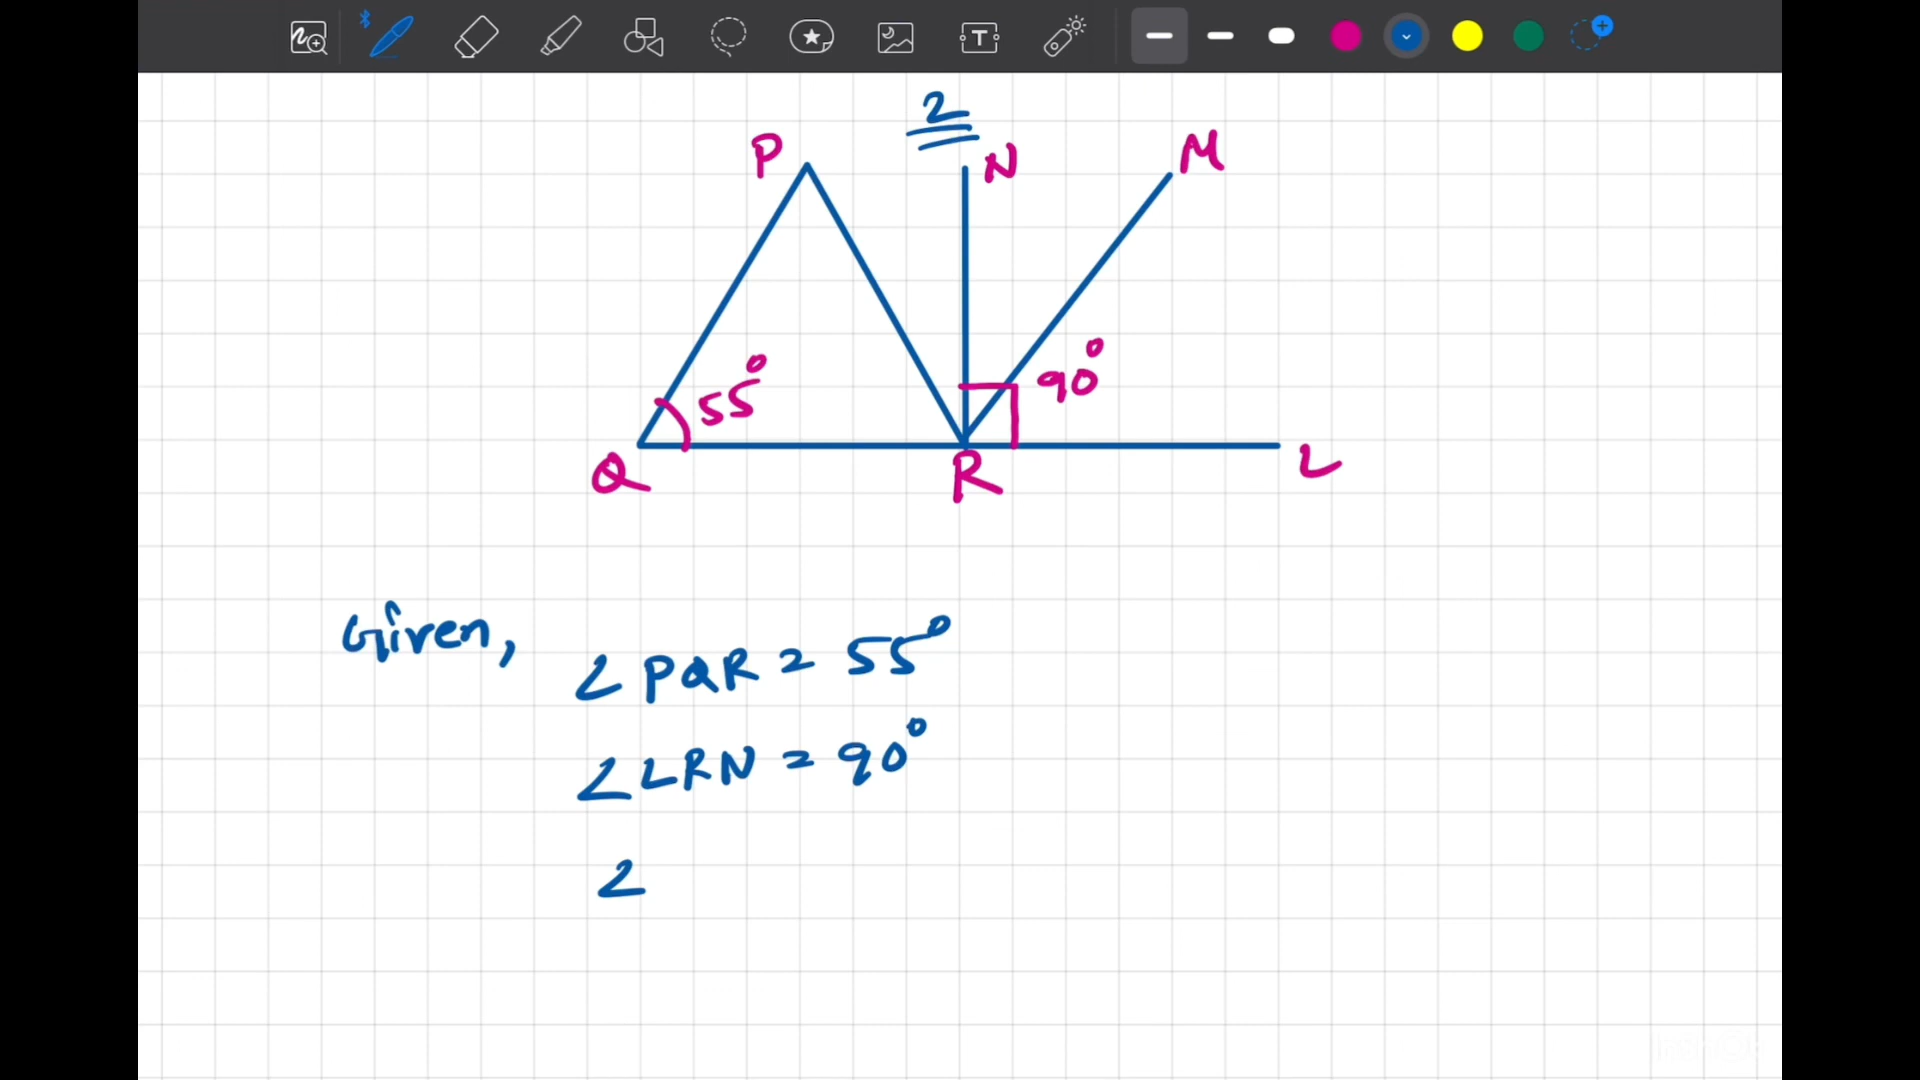 2
P
N
M
55°
90°
Q
R
L
Given,
∠PQR = 55°
∠LRN = 90°
∠